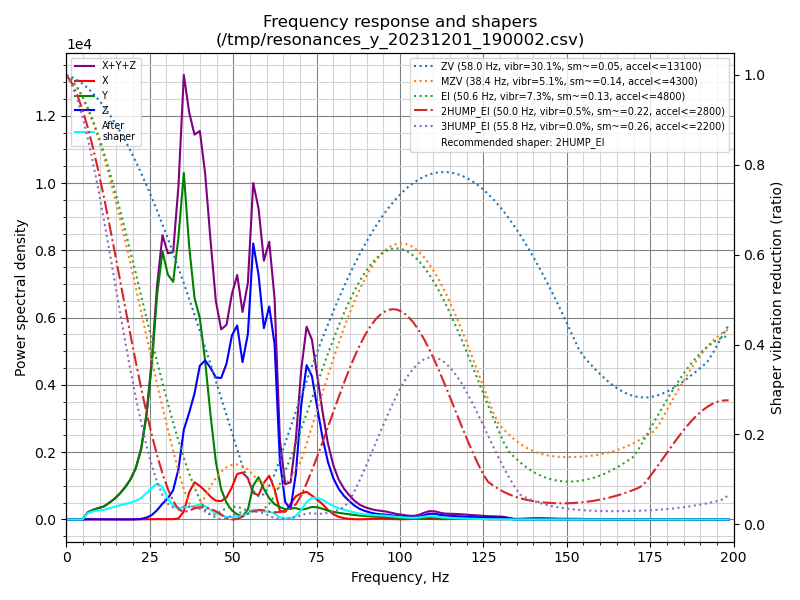 Frequency response and shapers
(/tmp/resonances_y_20231201_190002.csv)
1e4
X+Y+Z
X
Y
Z
After
shaper
ZV (58.0 Hz, vibr=30.1%, sm~=0.05, accel<=13100)
MZV (38.4 Hz, vibr=5.1%, sm~=0.14, accel<=4300)
EI (50.6 Hz, vibr=7.3%, sm~=0.13, accel<=4800)
2HUMP_EI (50.0 Hz, vibr=0.5%, sm~=0.22, accel<=2800)
3HUMP_EI (55.8 Hz, vibr=0.0%, sm~=0.26, accel<=2200)
Recommended shaper: 2HUMP_EI
Power spectral density
1.2
1.0
0.8
0.6
0.4
0.2
0.0
1.0
0.8
0.6
0.4
0.2
0.0
Shaper vibration reduction (ratio)
0 25 50 75 100 125 150 175 200
Frequency, Hz